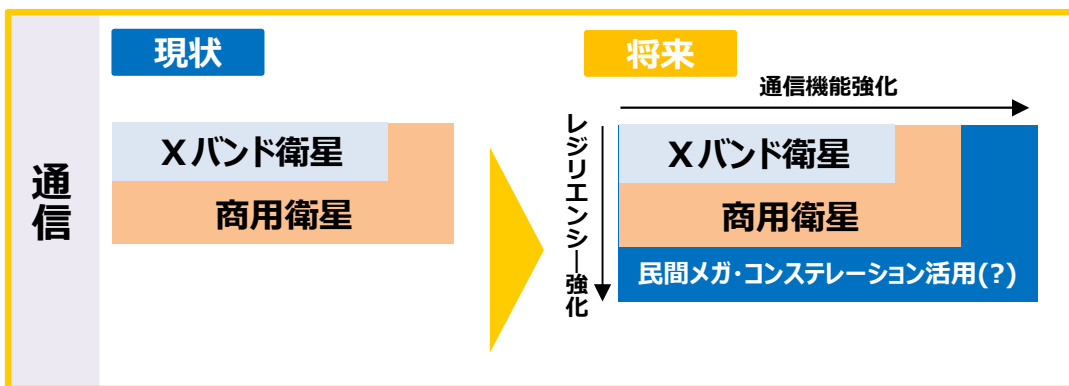 通信
現状
Xバンド衛星
商用衛星
将来
通信機能強化
レジリエンシー強化
Xバンド衛星
商用衛星
民間メガ・コンステレーション活用(?)